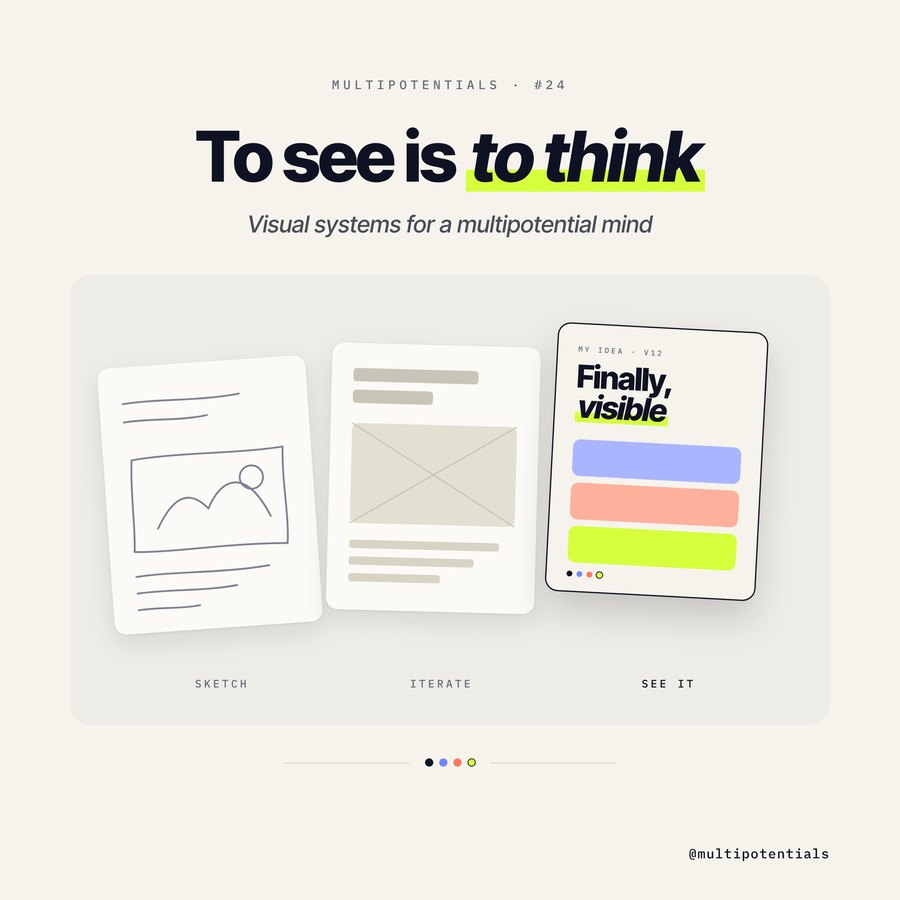 MULTIPOTENTIALS · #24
To see is to think
Visual systems for a multipotential mind
MY IDEA · V12
Finally,
visible
SKETCH
ITERATE
SEE IT
@multipotentials